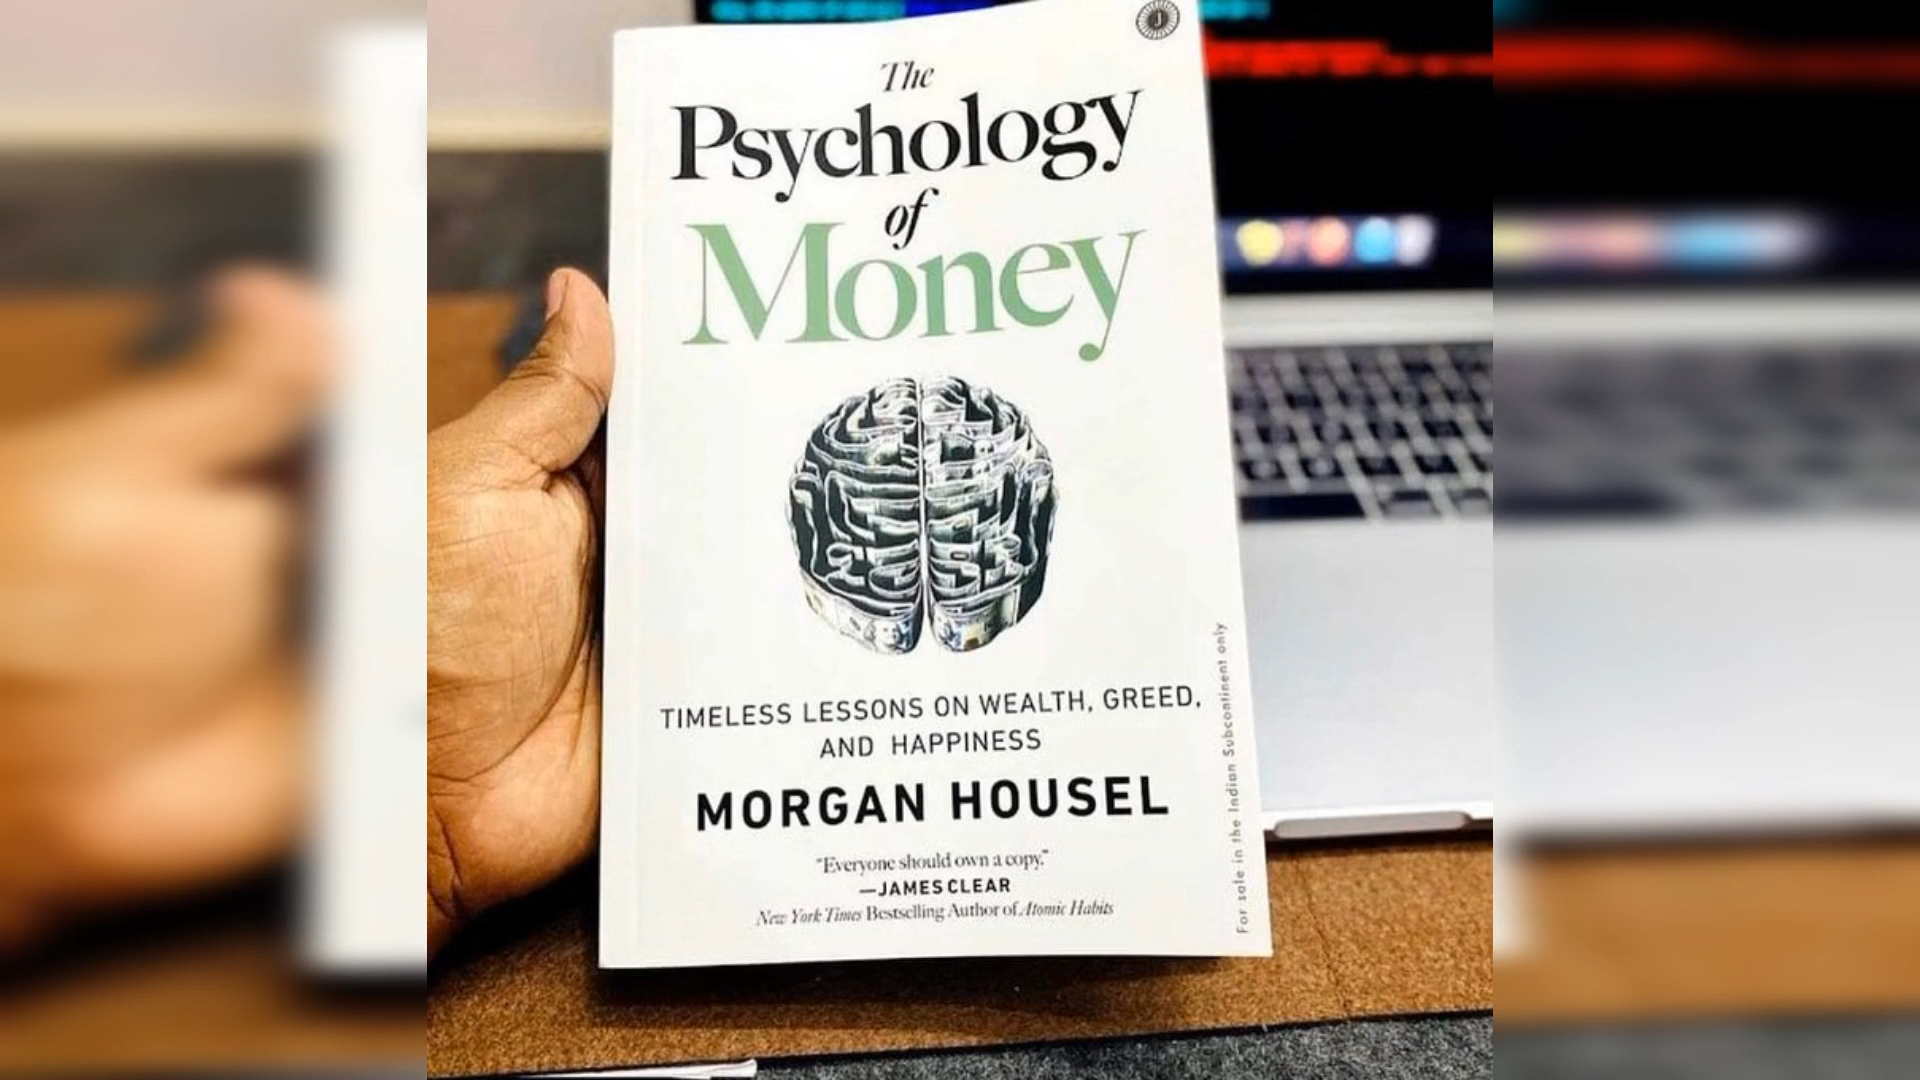 The
Psychology
of
Money
TIMELESS LESSONS ON WEALTH, GREED,
AND HAPPINESS
MORGAN HOUSEL
“Everyone should own a copy.”
—JAMES CLEAR
New York Times Bestselling Author of Atomic Habits
For sale in the Indian Subcontinent only
J